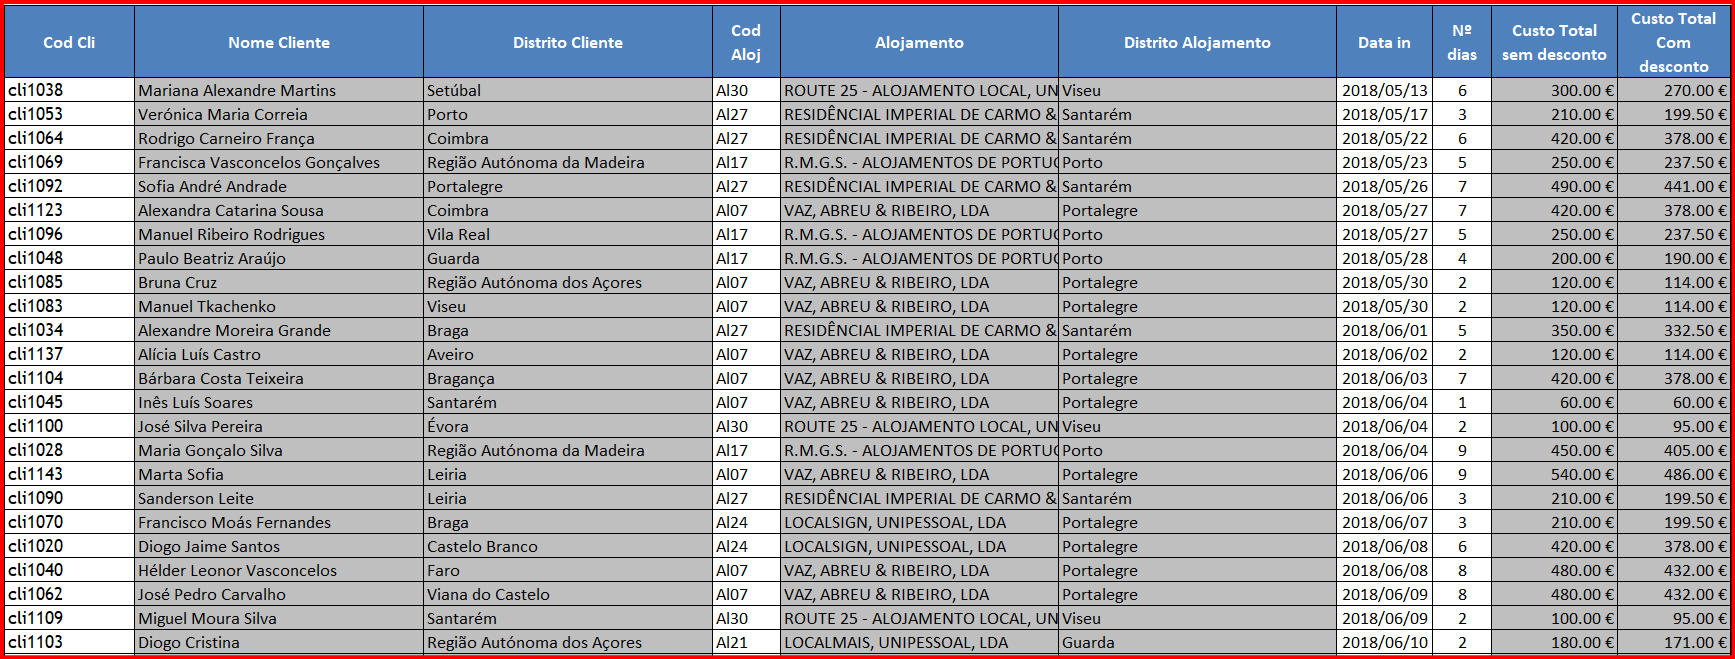 Cod Cli Nome Cliente Distrito Cliente Cod Aloj Alojamento Distrito Alojamento Data in Nº dias Custo Total sem desconto Custo Total Com desconto
cli1038 Mariana Alexandre Martins Setúbal Al30 ROUTE 25 - ALOJAMENTO LOCAL, UN Viseu 2018/05/13 6 300.00 € 270.00 €
cli1053 Verónica Maria Correia Porto Al27 RESIDÊNCIAL IMPERIAL DE CARMO & Santarém 2018/05/17 3 210.00 € 199.50 €
cli1064 Rodrigo Carneiro França Coimbra Al27 RESIDÊNCIAL IMPERIAL DE CARMO & Santarém 2018/05/22 6 420.00 € 378.00 €
cli1069 Francisca Vasconcelos Gonçalves Região Autónoma da Madeira Al17 R.M.G.S. - ALOJAMENTOS DE PORTUG Porto 2018/05/23 5 250.00 € 237.50 €
cli1092 Sofia André Andrade Portalegre Al27 RESIDÊNCIAL IMPERIAL DE CARMO & Santarém 2018/05/26 7 490.00 € 441.00 €
cli1123 Alexandra Catarina Sousa Coimbra Al07 VAZ, ABREU & RIBEIRO, LDA Portalegre 2018/05/27 7 420.00 € 378.00 €
cli1096 Manuel Ribeiro Rodrigues Vila Real Al17 R.M.G.S. - ALOJAMENTOS DE PORTUG Porto 2018/05/27 5 250.00 € 237.50 €
cli1048 Paulo Beatriz Araújo Guarda Al17 R.M.G.S. - ALOJAMENTOS DE PORTUG Porto 2018/05/28 4 200.00 € 190.00 €
cli1085 Bruna Cruz Região Autónoma dos Açores Al07 VAZ, ABREU & RIBEIRO, LDA Portalegre 2018/05/30 2 120.00 € 114.00 €
cli1083 Manuel Tkachenko Viseu Al07 VAZ, ABREU & RIBEIRO, LDA Portalegre 2018/05/30 2 120.00 € 114.00 €
cli1034 Alexandre Moreira Grande Braga Al27 RESIDÊNCIAL IMPERIAL DE CARMO & Santarém 2018/06/01 5 350.00 € 332.50 €
cli1137 Alícia Luís Castro Aveiro Al07 VAZ, ABREU & RIBEIRO, LDA Portalegre 2018/06/02 2 120.00 € 114.00 €
cli1104 Bárbara Costa Teixeira Bragança Al07 VAZ, ABREU & RIBEIRO, LDA Portalegre 2018/06/03 7 420.00 € 378.00 €
cli1045 Inês Luís Soares Santarém Al07 VAZ, ABREU & RIBEIRO, LDA Portalegre 2018/06/04 1 60.00 € 60.00 €
cli1100 José Silva Pereira Évora Al30 ROUTE 25 - ALOJAMENTO LOCAL, UN Viseu 2018/06/04 2 100.00 € 95.00 €
cli1028 Maria Gonçalo Silva Região Autónoma da Madeira Al17 R.M.G.S. - ALOJAMENTOS DE PORTUG Porto 2018/06/04 9 450.00 € 405.00 €
cli1143 Marta Sofia Leiria Al07 VAZ, ABREU & RIBEIRO, LDA Portalegre 2018/06/06 9 540.00 € 486.00 €
cli1090 Sanderson Leite Leiria Al27 RESIDÊNCIAL IMPERIAL DE CARMO & Santarém 2018/06/06 3 210.00 € 199.50 €
cli1070 Francisco Moás Fernandes Braga Al24 LOCALSIGN, UNIPESSOAL, LDA Portalegre 2018/06/07 3 210.00 € 199.50 €
cli1020 Diogo Jaime Santos Castelo Branco Al24 LOCALSIGN, UNIPESSOAL, LDA Portalegre 2018/06/08 6 420.00 € 378.00 €
cli1040 Hélder Leonor Vasconcelos Faro Al07 VAZ, ABREU & RIBEIRO, LDA Portalegre 2018/06/08 8 480.00 € 432.00 €
cli1062 José Pedro Carvalho Viana do Castelo Al07 VAZ, ABREU & RIBEIRO, LDA Portalegre 2018/06/09 8 480.00 € 432.00 €
cli1109 Miguel Moura Silva Santarém Al30 ROUTE 25 - ALOJAMENTO LOCAL, UN Viseu 2018/06/09 2 100.00 € 95.00 €
cli1103 Diogo Cristina Região Autónoma dos Açores Al21 LOCALMAIS, UNIPESSOAL, LDA Guarda 2018/06/10 2 180.00 € 171.00 €